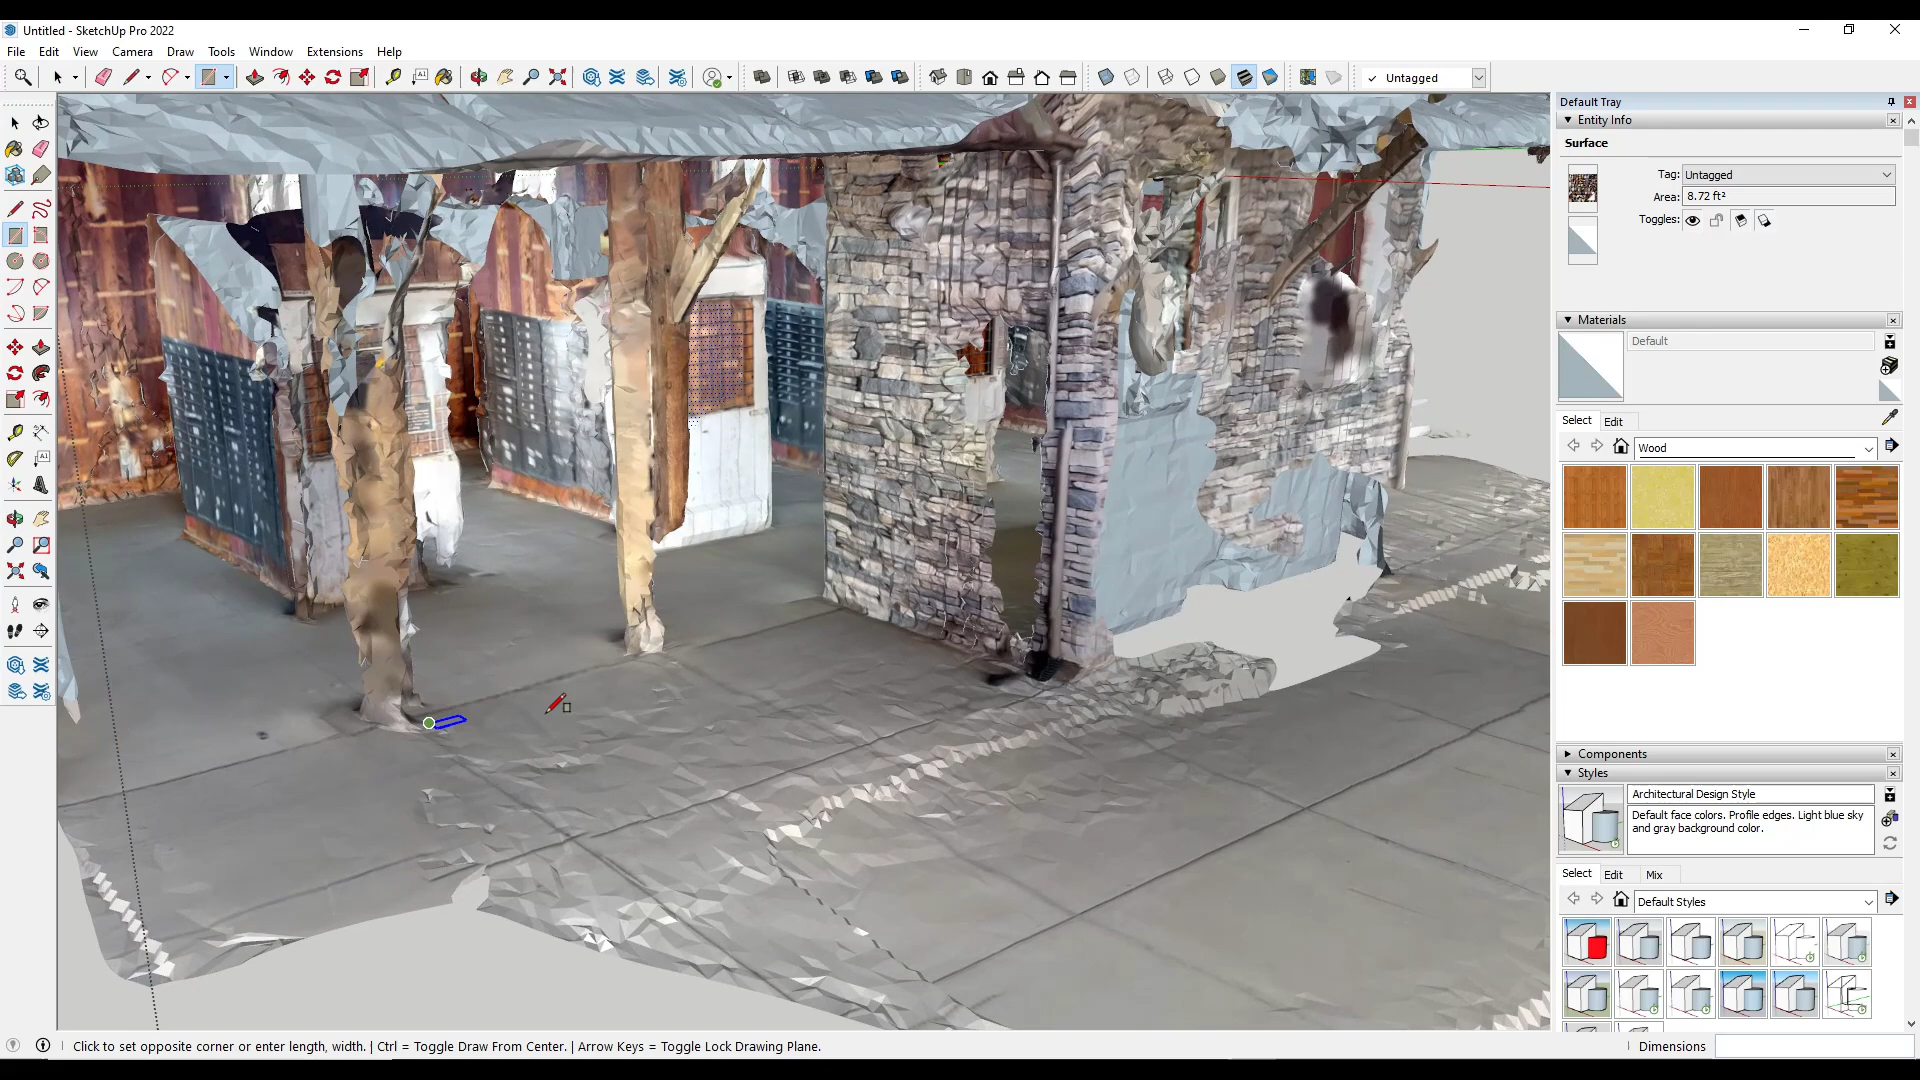 Untitled - SketchUp Pro 2022
File Edit View Camera Draw Tools Window Extensions Help
Untagged
Default Tray
Entity Info
Surface
Tag: Untagged
Area: 8.72 ft²
Toggles:
Materials
Default
Select Edit
Wood
Components
Styles
Architectural Design Style
Default face colors. Profile edges. Light blue sky
and gray background color.
Select Edit Mix
Default Styles
Click to set opposite corner or enter length, width. | Ctrl = Toggle Draw From Center. | Arrow Keys = Toggle Lock Drawing Plane.
Dimensions